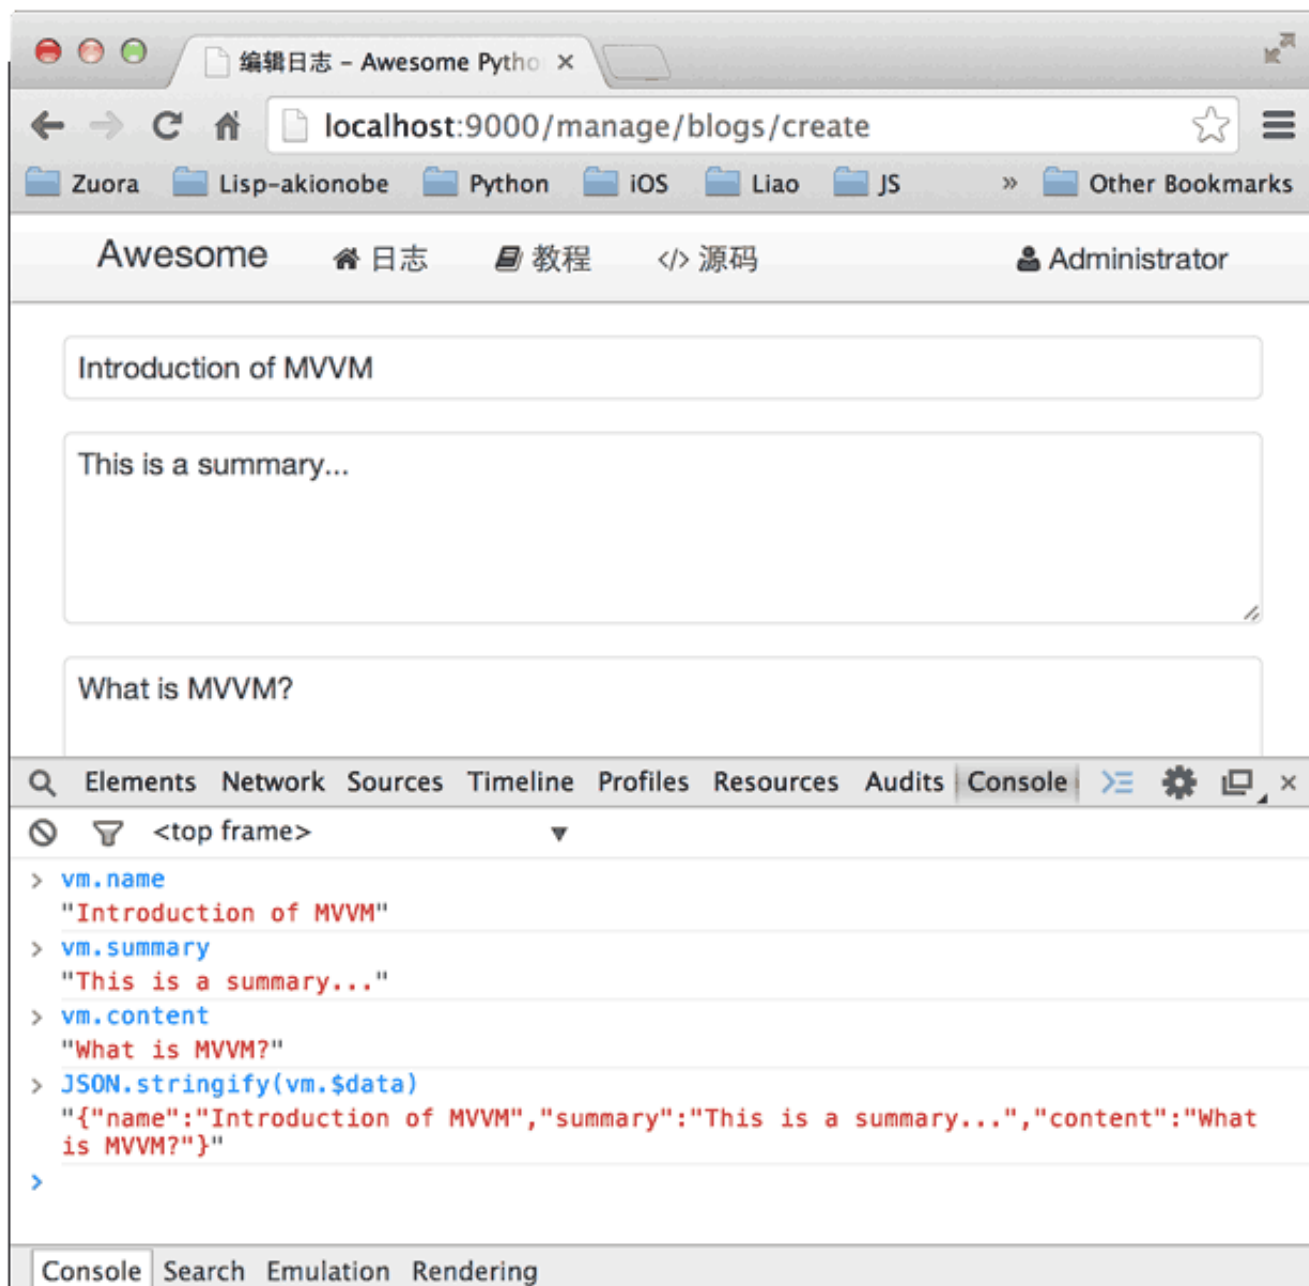 编辑日志 – Awesome Pytho
localhost:9000/manage/blogs/create
Zuora Lisp-akionobe Python iOS Liao JS » Other Bookmarks
Awesome 日志 教程 </> 源码 Administrator
Introduction of MVVM
This is a summary...
What is MVVM?
Elements Network Sources Timeline Profiles Resources Audits Console
<top frame>
> vm.name
"Introduction of MVVM"
> vm.summary
"This is a summary..."
> vm.content
"What is MVVM?"
> JSON.stringify(vm.$data)
"{"name":"Introduction of MVVM","summary":"This is a summary...","content":"What
is MVVM?"}"
>
Console Search Emulation Rendering